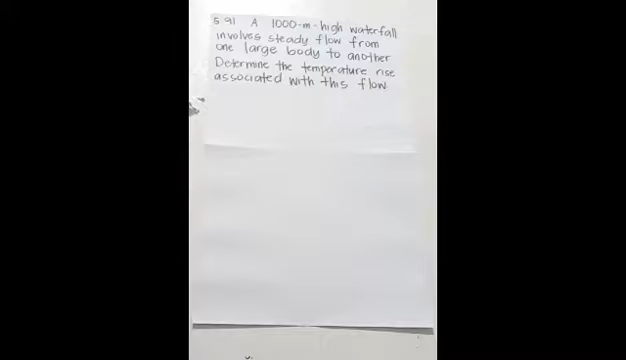 5.91 A 1000-m-high waterfall
involves steady flow from
one large body to another
Determine the temperature rise
associated with this flow.